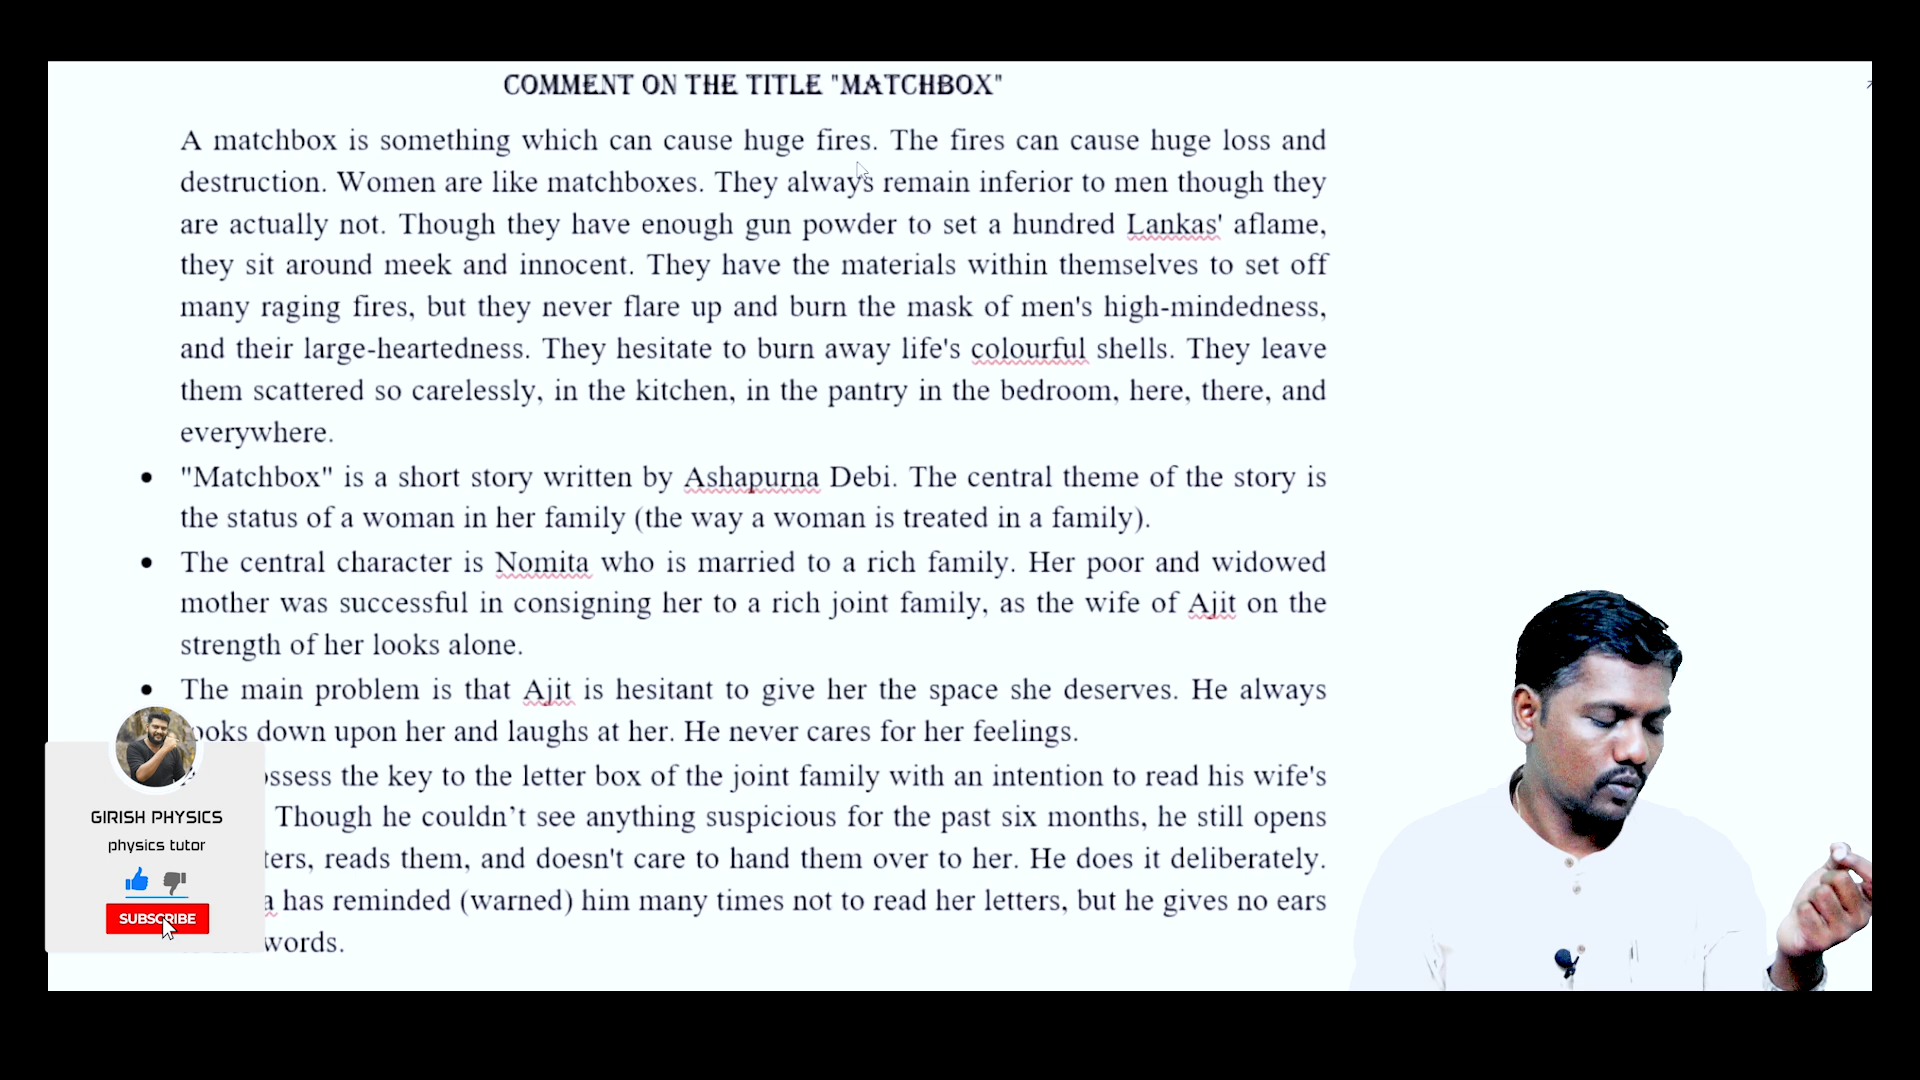 COMMENT ON THE TITLE "MATCHBOX"
A matchbox is something which can cause huge fires. The fires can cause huge loss and
destruction. Women are like matchboxes. They always remain inferior to men though they
are actually not. Though they have enough gun powder to set a hundred Lankas' aflame,
they sit around meek and innocent. They have the materials within themselves to set off
many raging fires, but they never flare up and burn the mask of men's high-mindedness,
and their large-heartedness. They hesitate to burn away life's colourful shells. They leave
them scattered so carelessly, in the kitchen, in the pantry in the bedroom, here, there, and
everywhere.
• "Matchbox" is a short story written by Ashapurna Debi. The central theme of the story is
the status of a woman in her family (the way a woman is treated in a family).
• The central character is Nomita who is married to a rich family. Her poor and widowed
mother was successful in consigning her to a rich joint family, as the wife of Ajit on the
strength of her looks alone.
• The main problem is that Ajit is hesitant to give her the space she deserves. He always
ooks down upon her and laughs at her. He never cares for her feelings.
ossess the key to the letter box of the joint family with an intention to read his wife's
Though he couldn't see anything suspicious for the past six months, he still opens
ters, reads them, and doesn't care to hand them over to her. He does it deliberately.
a has reminded (warned) him many times not to read her letters, but he gives no ears
words.
GIRISH PHYSICS
physics tutor
SUBSCRIBE